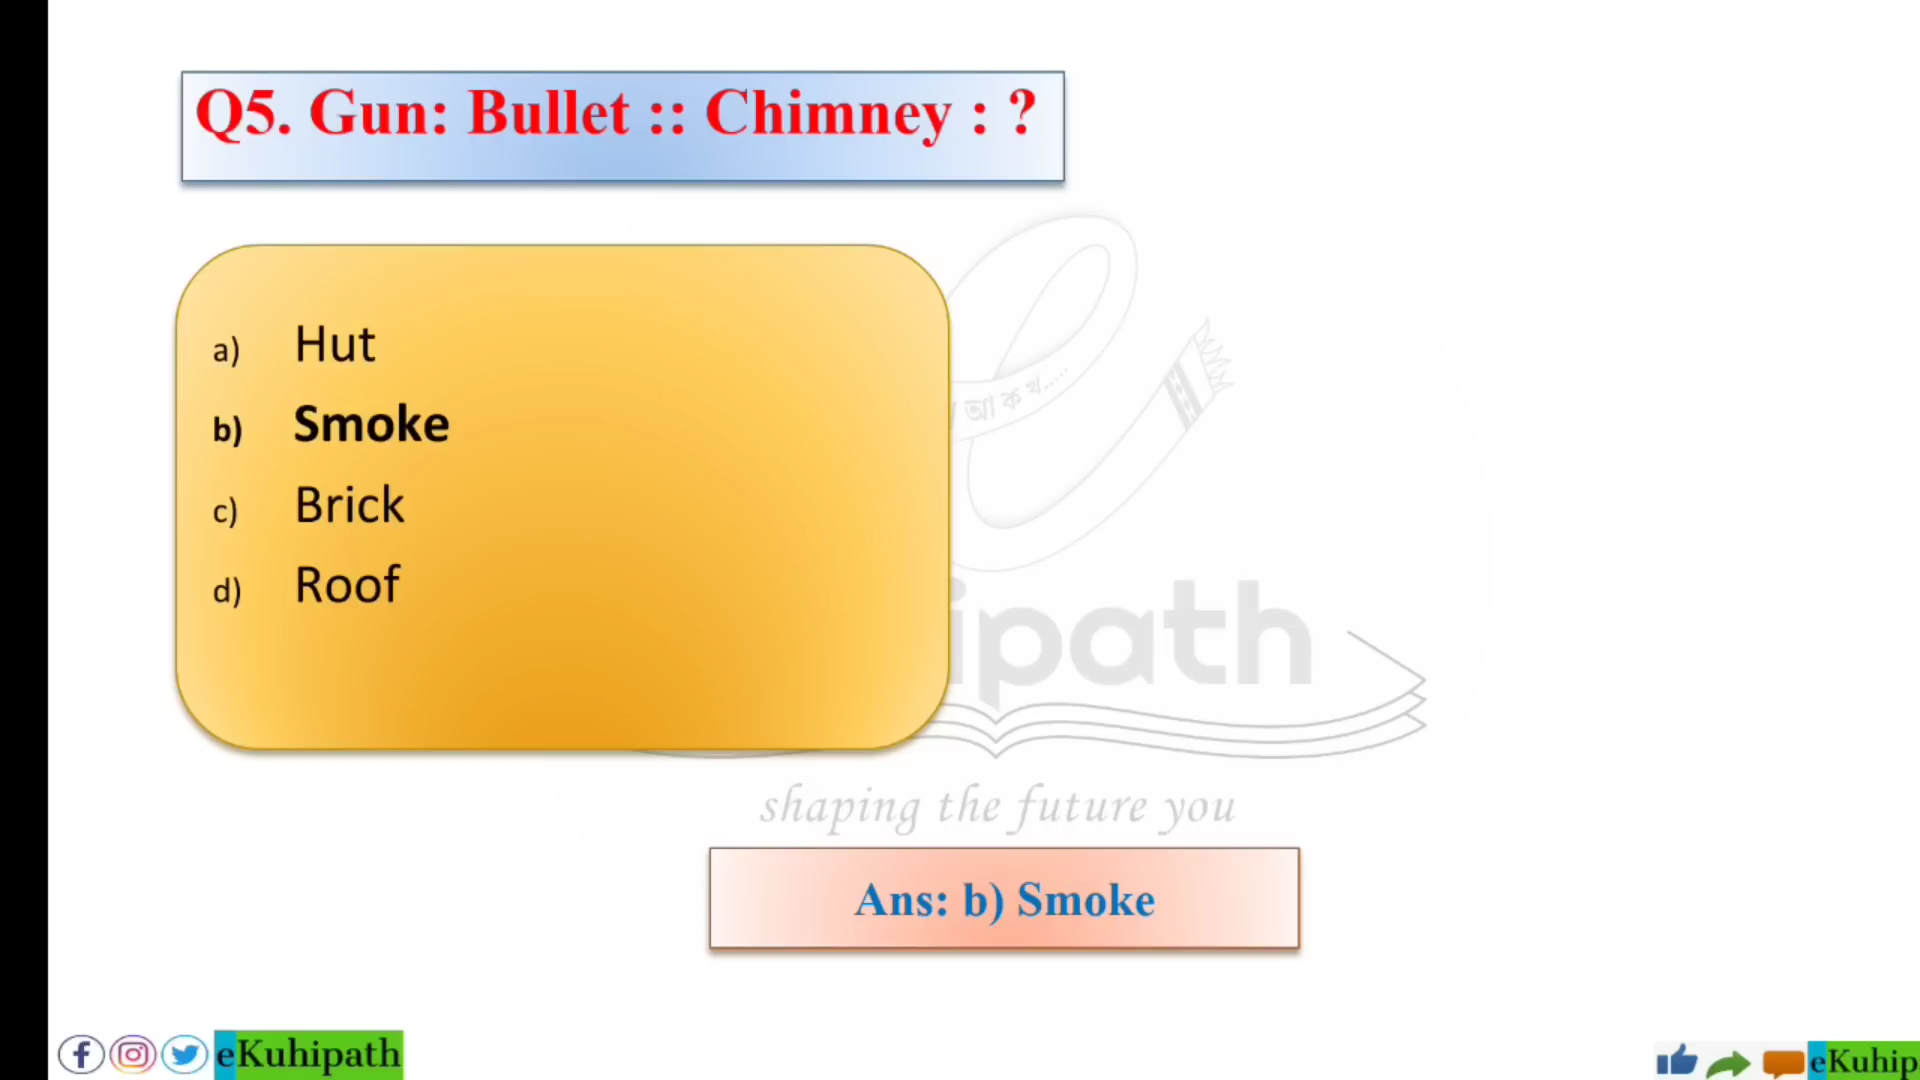 Q5. Gun: Bullet :: Chimney : ?
a) Hut
b) Smoke
c) Brick
d) Roof
আ ক খ.....
ipath
shaping the future you
Ans: b) Smoke
eKuhipath
eKuhip